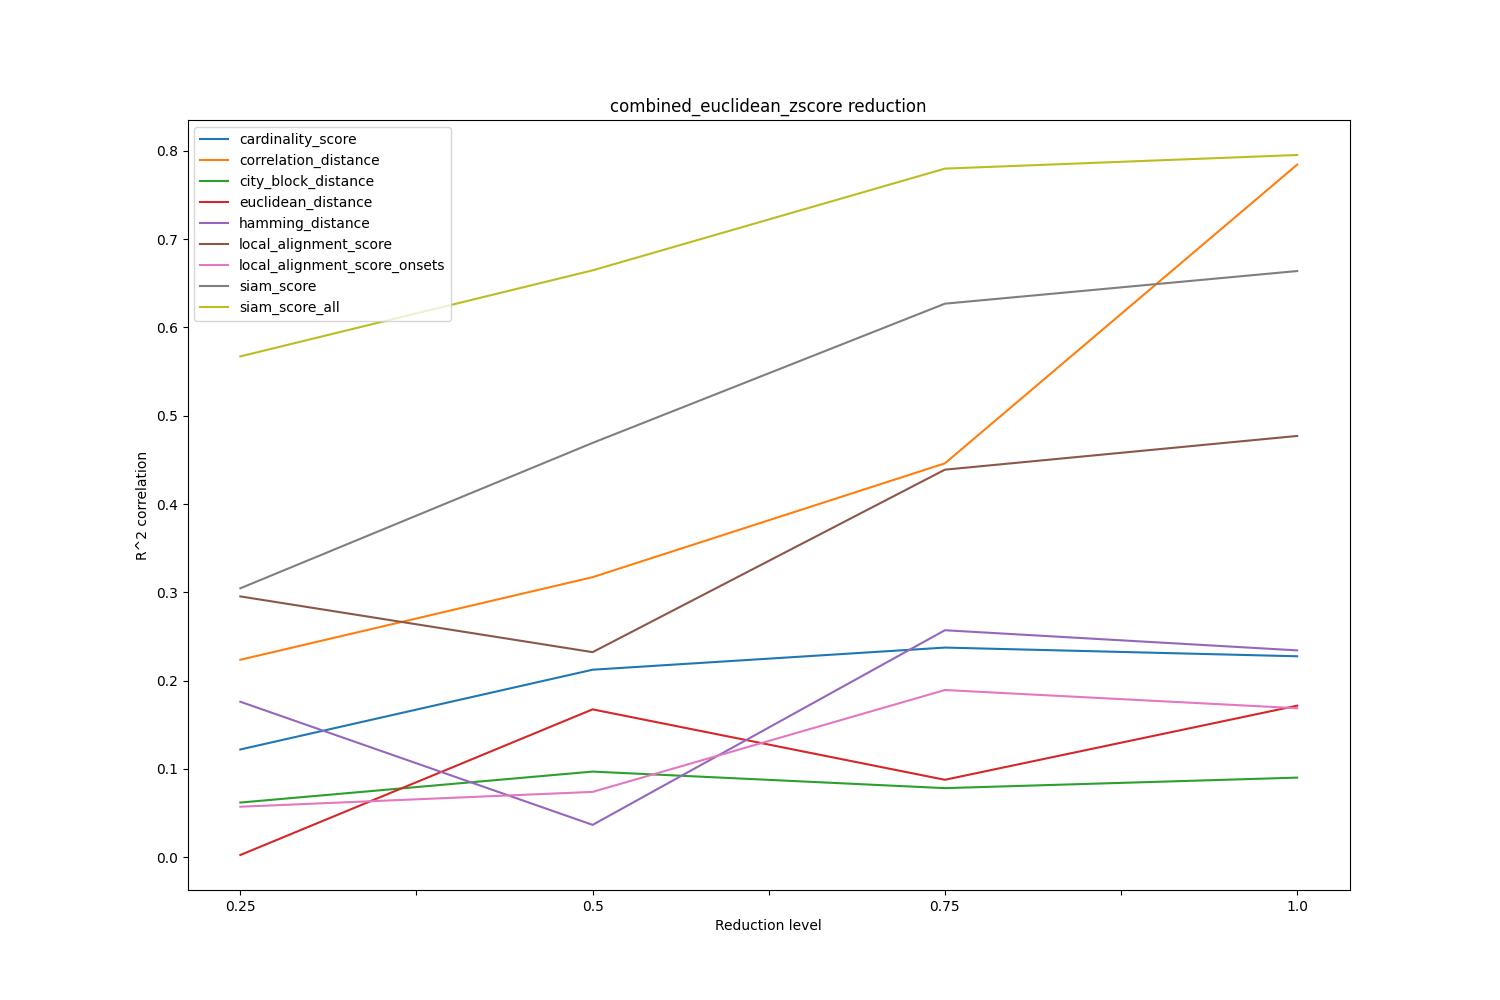 combined_euclidean_zscore reduction
cardinality_score
correlation_distance
city_block_distance
euclidean_distance
hamming_distance
local_alignment_score
local_alignment_score_onsets
siam_score
siam_score_all
0.8
0.7
0.6
0.5
0.4
0.3
0.2
0.1
0.0
R^2 correlation
0.25 0.5 0.75 1.0
Reduction level